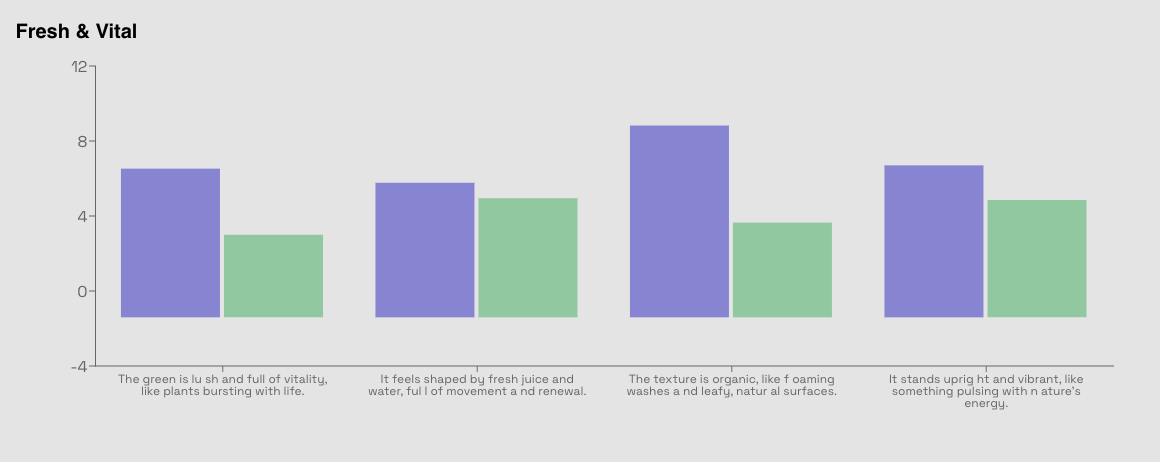 Fresh & Vital
12
8
4
0
-4
The green is lu sh and full of vitality,
like plants bursting with life.
It feels shaped by fresh juice and
water, ful l of movement a nd renewal.
The texture is organic, like f oaming
washes a nd leafy, natur al surfaces.
It stands uprig ht and vibrant, like
something pulsing with n ature's
energy.